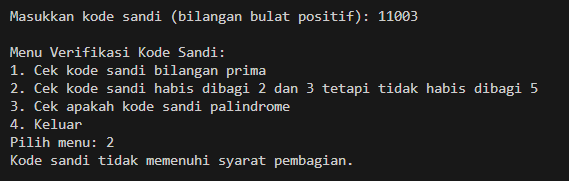 Masukkan kode sandi (bilangan bulat positif): 11003
Menu Verifikasi Kode Sandi:
1. Cek kode sandi bilangan prima
2. Cek kode sandi habis dibagi 2 dan 3 tetapi tidak habis dibagi 5
3. Cek apakah kode sandi palindrome
4. Keluar
Pilih menu: 2
Kode sandi tidak memenuhi syarat pembagian.